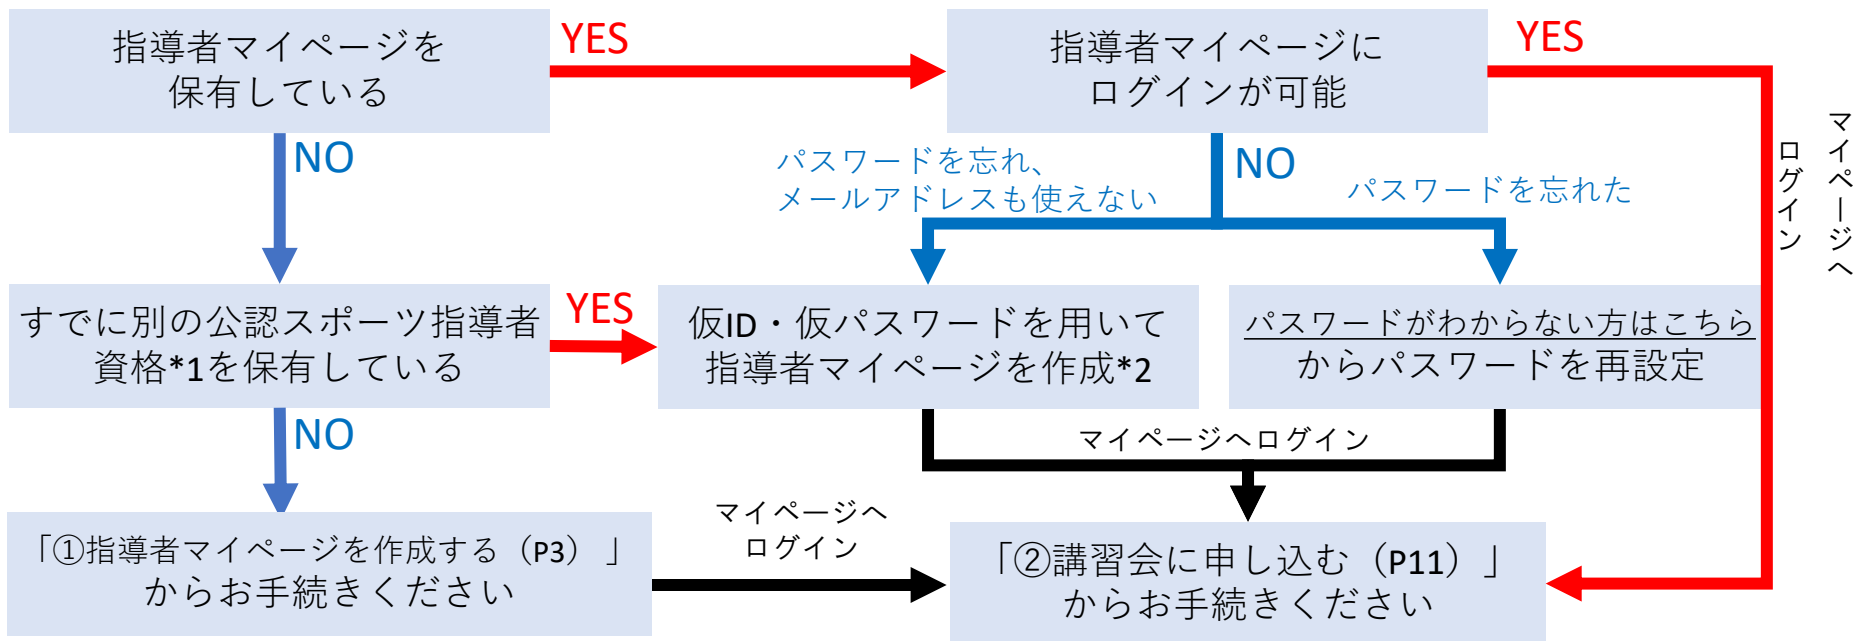 指導者マイページを
保有している
YES
指導者マイページに
ログインが可能
YES
マイページへ
ログイン
NO
パスワードを忘れ、
メールアドレスも使えない
NO
パスワードを忘れた
すでに別の公認スポーツ指導者
資格*1を保有している
YES
仮ID・仮パスワードを用いて
指導者マイページを作成*2
パスワードがわからない方はこちら
からパスワードを再設定
NO
マイページへログイン
「①指導者マイページを作成する（P3）」
からお手続きください
マイページへ
ログイン
「②講習会に申し込む（P11）」
からお手続きください